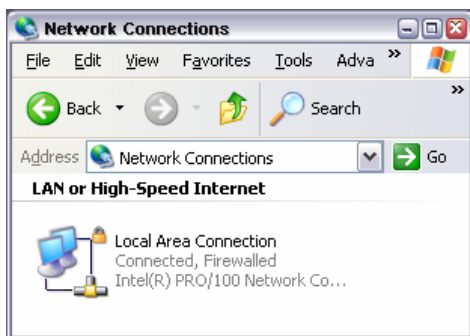 Network Connections
File Edit View Favorites Tools Adva »
Back Search »
Address Network Connections Go
LAN or High-Speed Internet
Local Area Connection
Connected, Firewalled
Intel(R) PRO/100 Network Co...